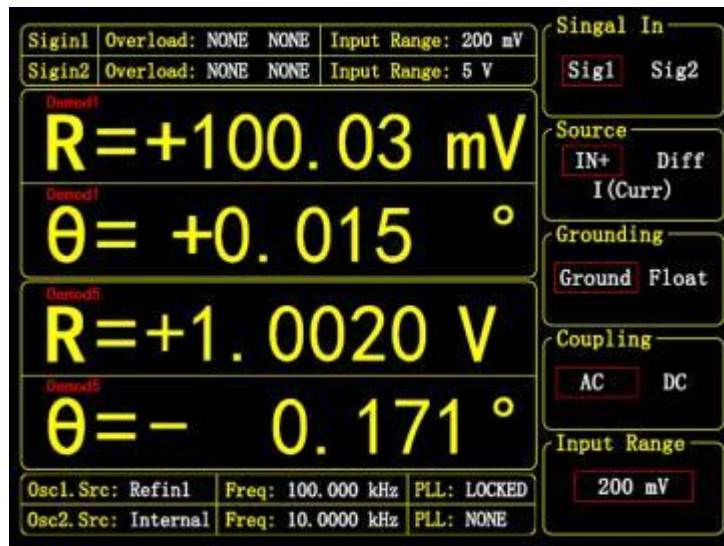 Sigin1 Overload: NONE NONE Input Range: 200 mV
Sigin2 Overload: NONE NONE Input Range: 5 V
Demod1
R=+100.03 mV
Demod1
θ= +0.015 °
Demod5
R=+1.0020 V
Demod5
θ=- 0.171 °
Osc1.Src: Refin1 Freq: 100.000 kHz PLL: LOCKED
Osc2.Src: Internal Freq: 10.0000 kHz PLL: NONE
Singal In
Sig1 Sig2
Source
IN+ Diff
I(Curr)
Grounding
Ground Float
Coupling
AC DC
Input Range
200 mV